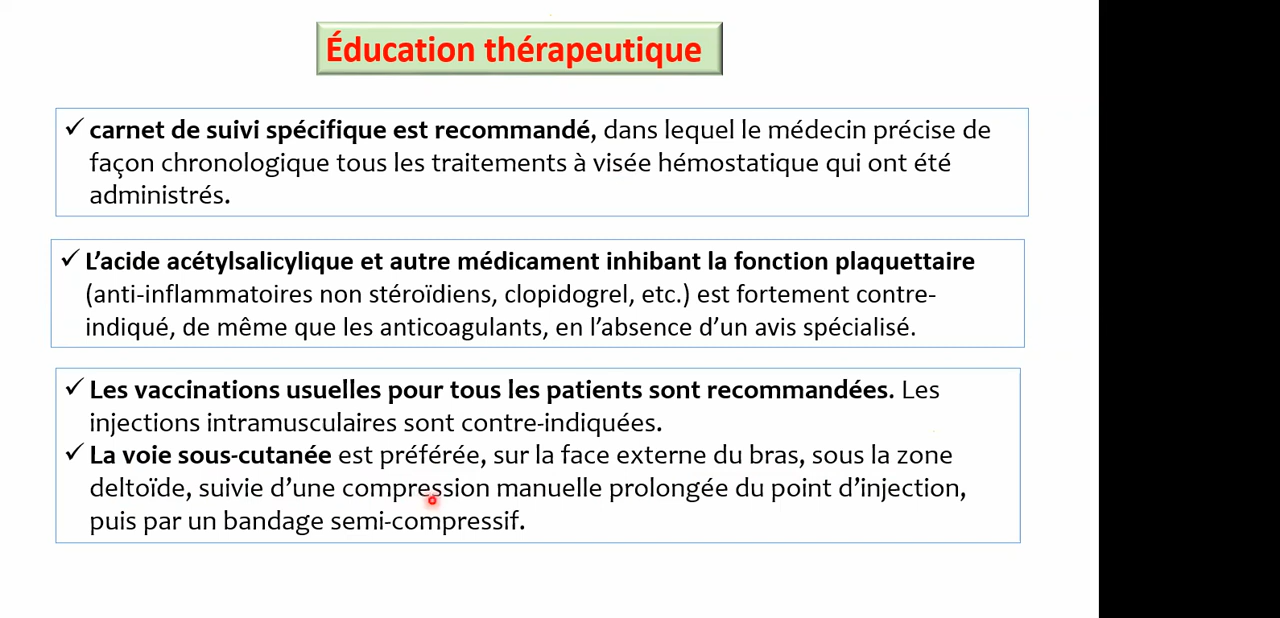 Éducation thérapeutique
✓ carnet de suivi spécifique est recommandé, dans lequel le médecin précise de
façon chronologique tous les traitements à visée hémostatique qui ont été
administrés.
✓ L’acide acétylsalicylique et autre médicament inhibant la fonction plaquettaire
(anti-inflammatoires non stéroïdiens, clopidogrel, etc.) est fortement contre-
indiqué, de même que les anticoagulants, en l’absence d’un avis spécialisé.
✓ Les vaccinations usuelles pour tous les patients sont recommandées. Les
injections intramusculaires sont contre-indiquées.
✓ La voie sous-cutanée est préférée, sur la face externe du bras, sous la zone
deltoïde, suivie d’une compression manuelle prolongée du point d’injection,
puis par un bandage semi-compressif.